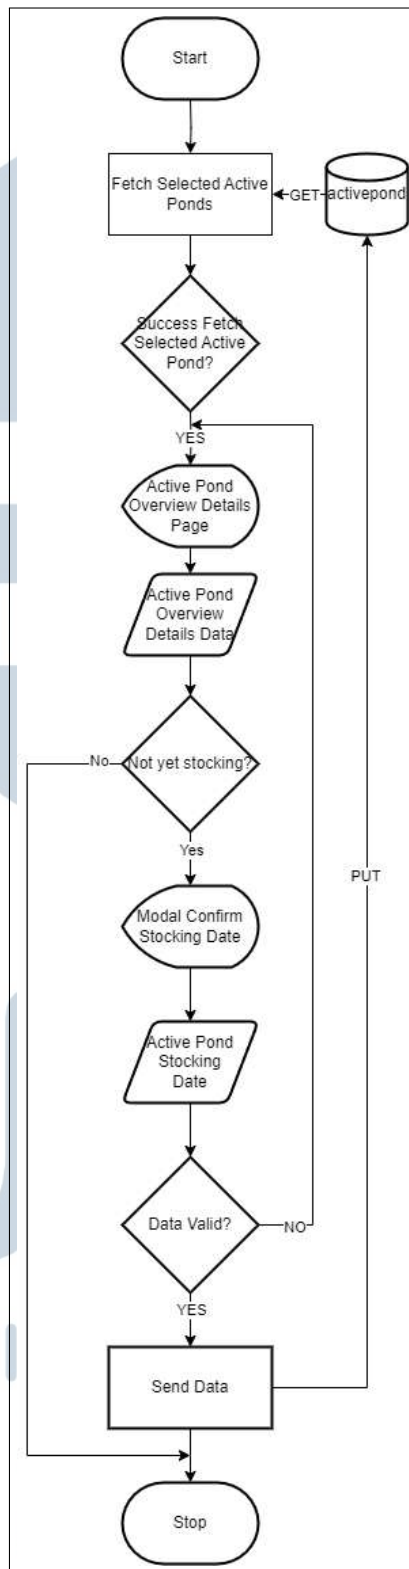 Start
Fetch Selected Active
Ponds
GET
activepond
Success Fetch
Selected Active
Pond?
YES
Active Pond
Overview Details
Page
Active Pond
Overview
Details Data
No
Not yet stocking?
Yes
Modal Confirm
Stocking Date
PUT
Active Pond
Stocking
Date
Data Valid?
NO
YES
Send Data
Stop